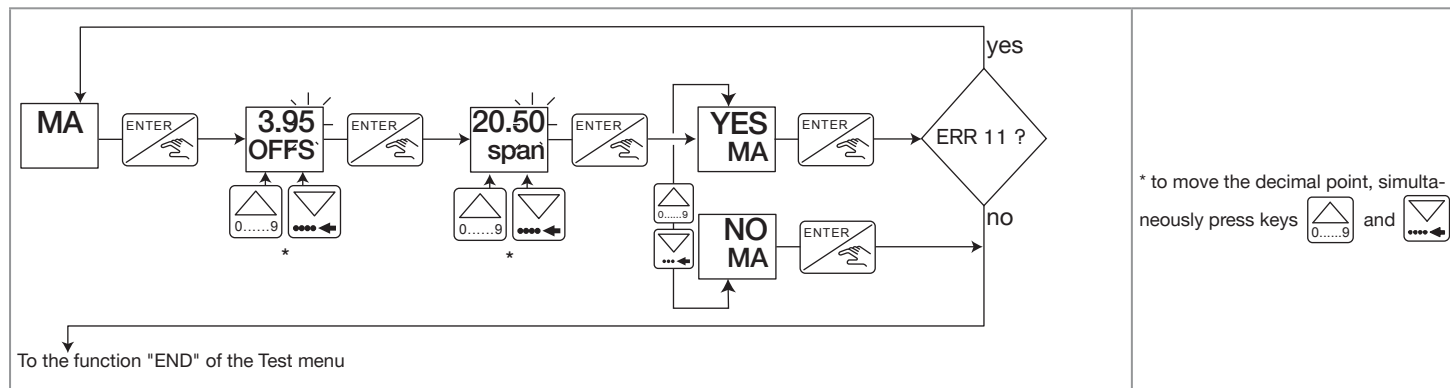 yes
MA
ENTER
3.95
OFFS
ENTER
20.50
span
ENTER
YES
MA
ENTER
ERR 11 ?
0......9
*
0......9
*
0......9
NO
MA
ENTER
no
To the function "END" of the Test menu
* to move the decimal point, simulta-
neously press keys 0......9 and